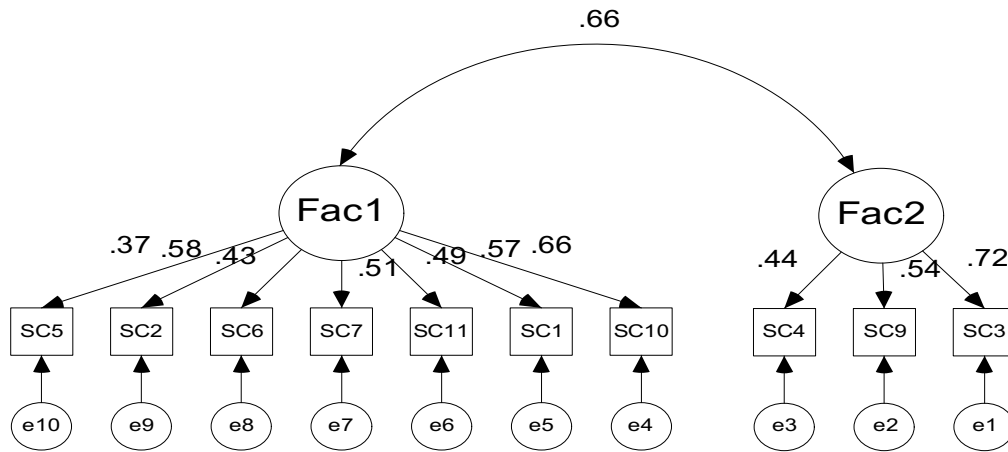 .66
Fac1
Fac2
.37 .58 .43 .51 .49 .57 .66
.44 .54 .72
SC5 SC2 SC6 SC7 SC11 SC1 SC10
SC4 SC9 SC3
e10 e9 e8 e7 e6 e5 e4
e3 e2 e1